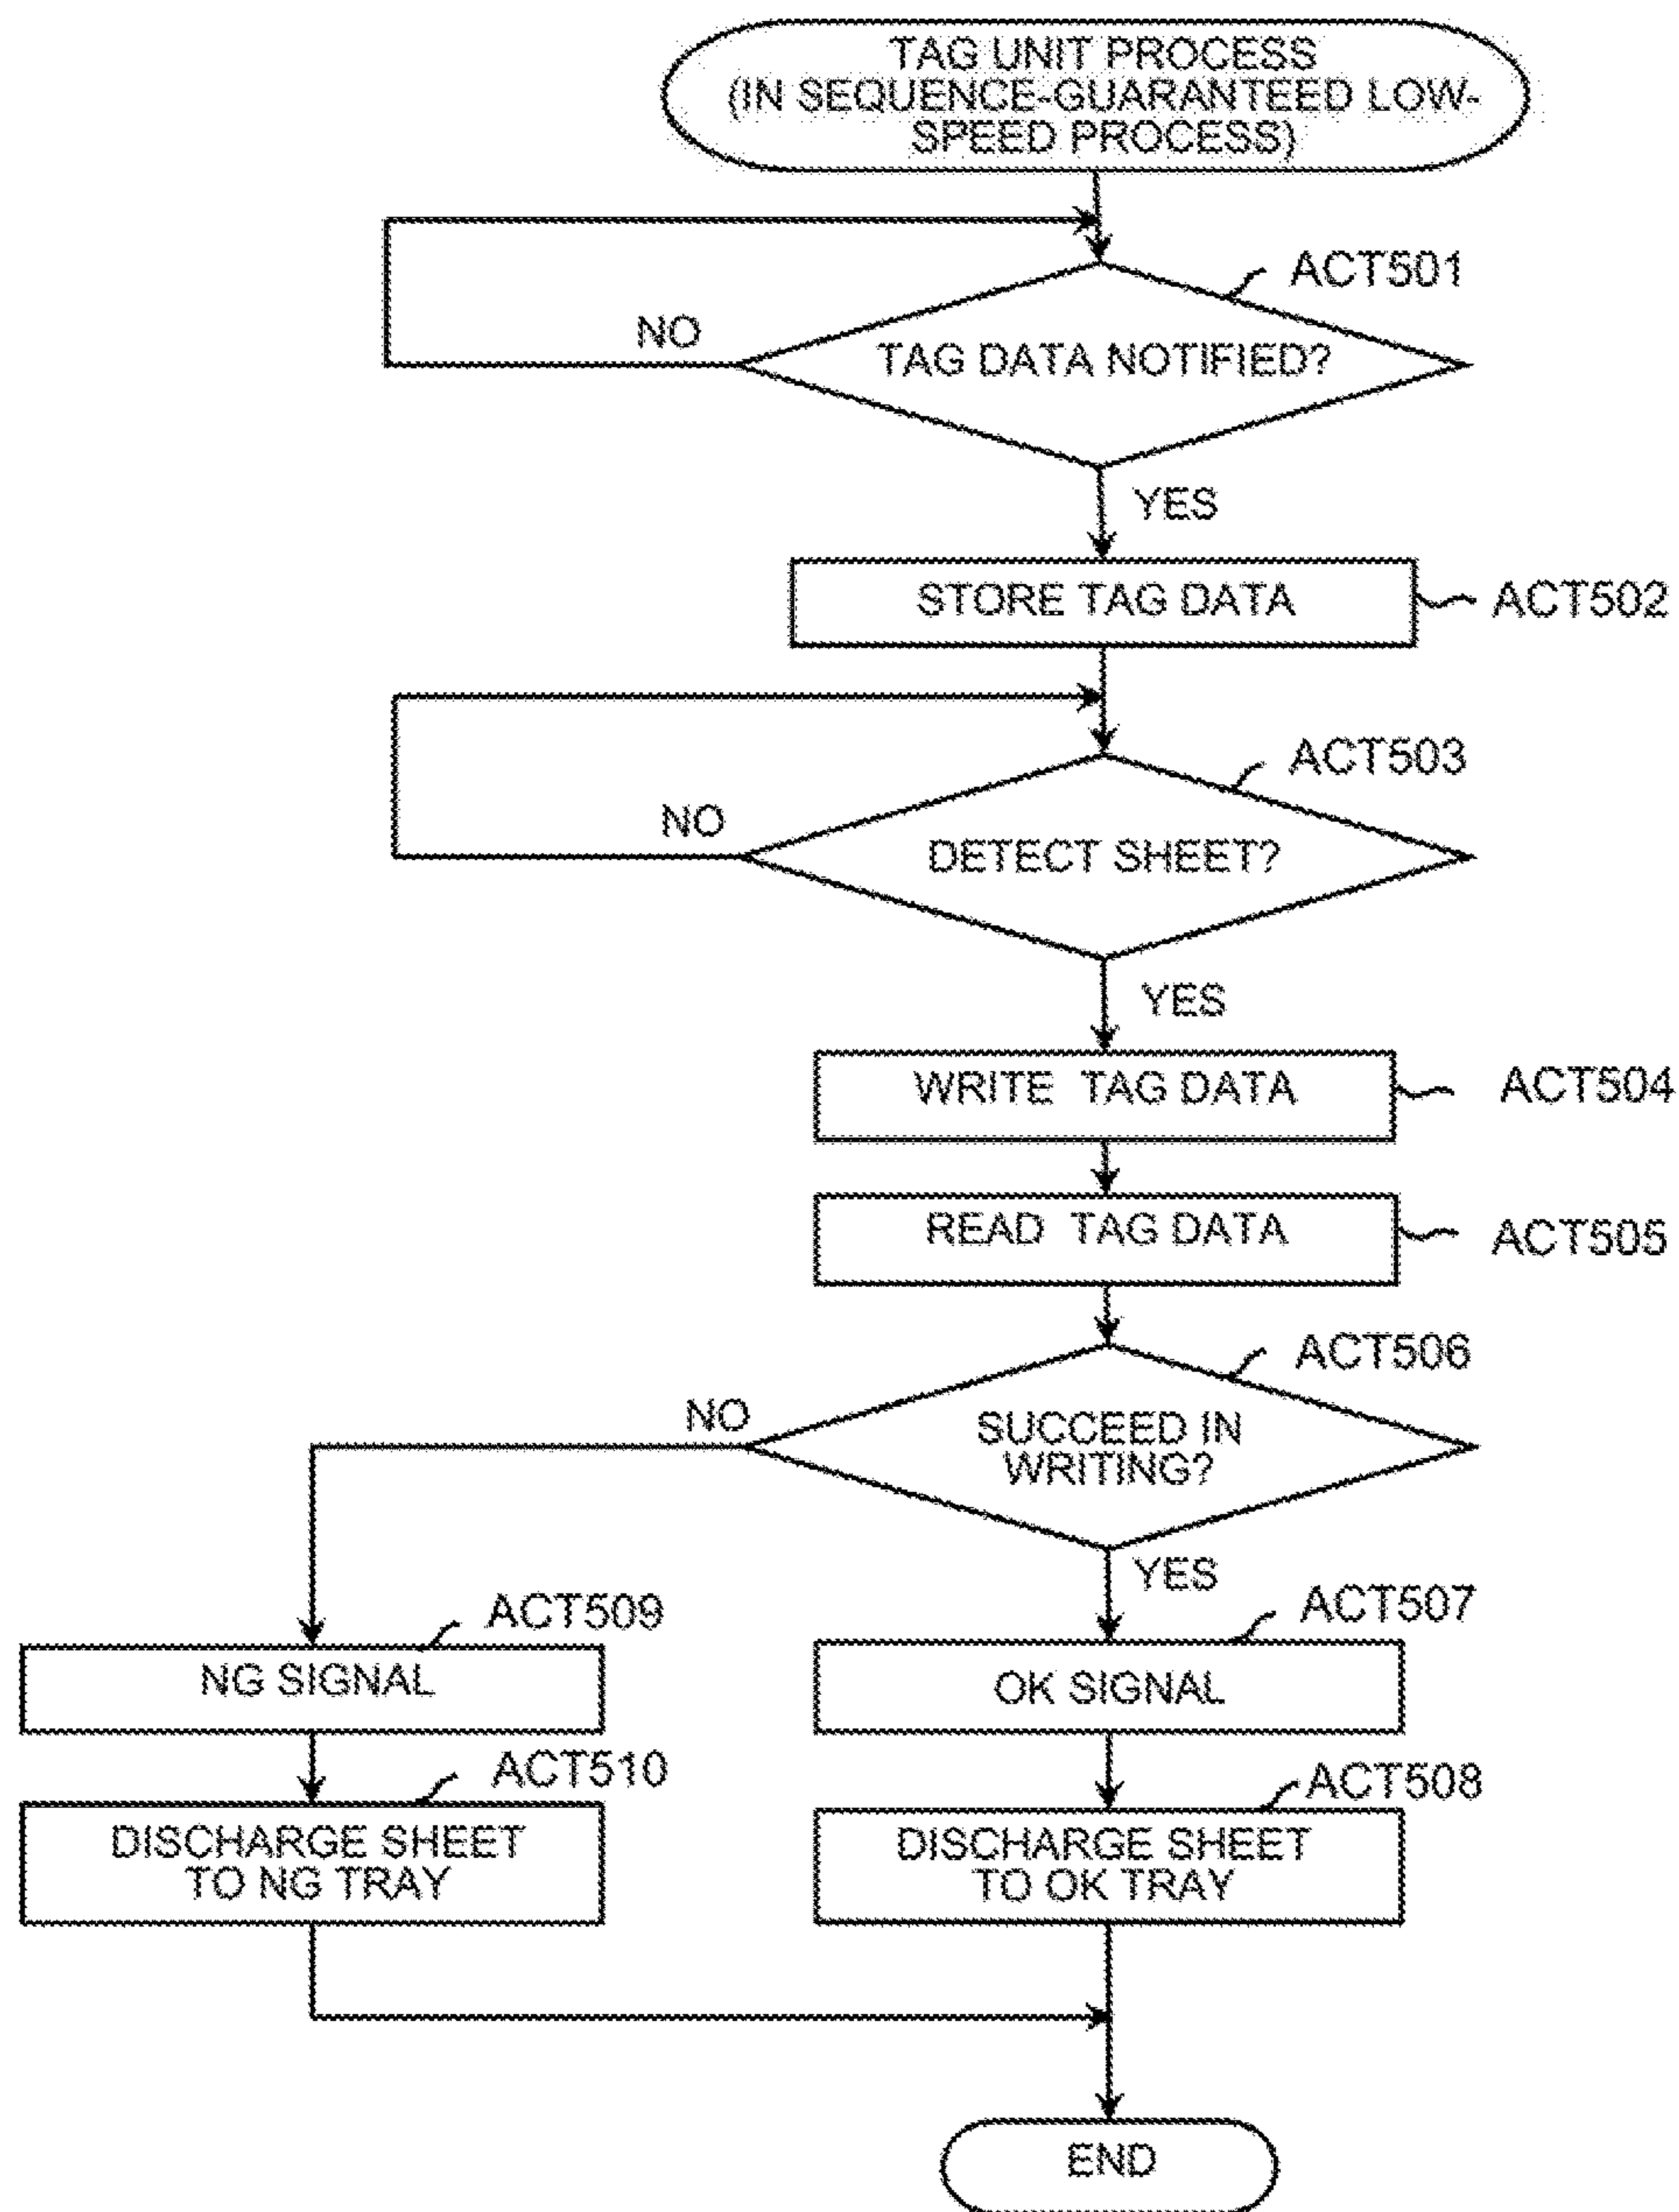 TAG UNIT PROCESS
(IN SEQUENCE-GUARANTEED LOW-
SPEED PROCESS)
ACT501
NO
TAG DATA NOTIFIED?
YES
STORE TAG DATA
ACT502
ACT503
NO
DETECT SHEET?
YES
WRITE TAG DATA
ACT504
READ TAG DATA
ACT505
ACT506
NO
SUCCEED IN
WRITING?
YES
ACT509
ACT507
NG SIGNAL
OK SIGNAL
ACT510
ACT508
DISCHARGE SHEET
TO NG TRAY
DISCHARGE SHEET
TO OK TRAY
END